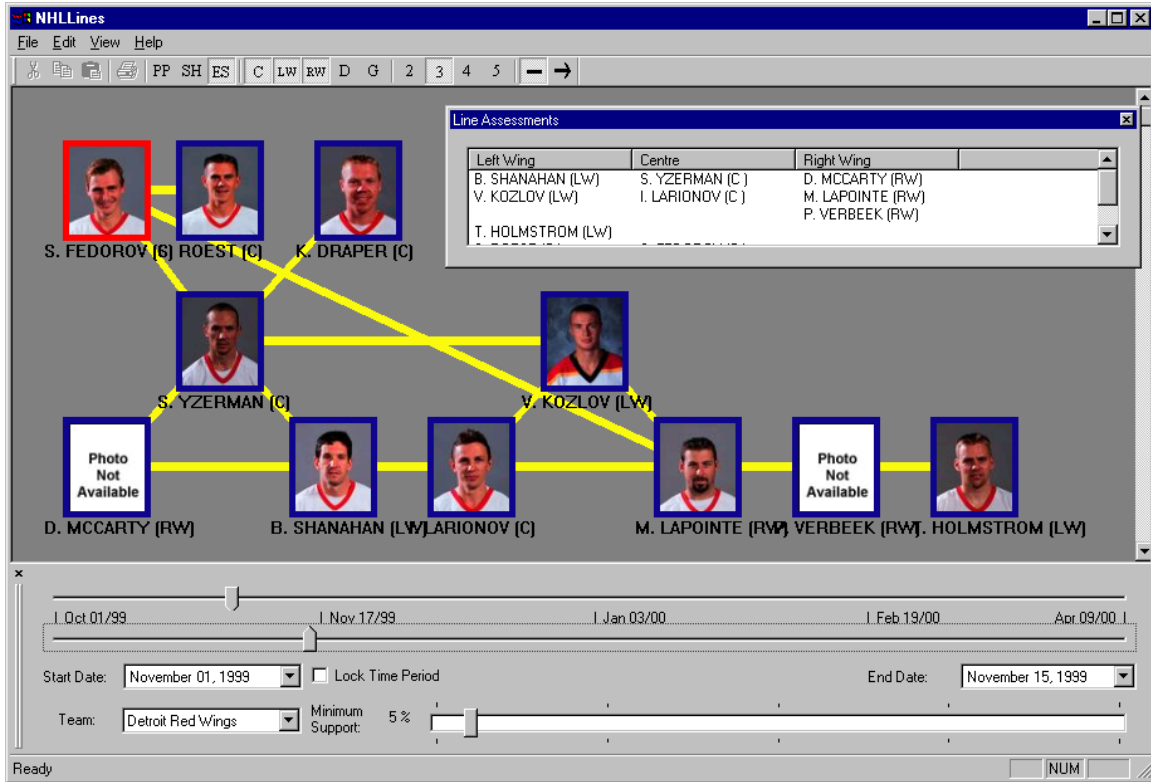 NHLLines
File Edit View Help
PP SH ES C LW RW D G 2 3 4 5
Line Assessments
Left Wing Centre Right Wing
B. SHANAHAN (LW) S. YZERMAN (C ) D. MCCARTY (RW)
V. KOZLOV (LW) I. LARIONOV (C ) M. LAPOINTE (RW)
P. VERBEEK (RW)
T. HOLMSTROM (LW)
S. FEDOROV (C) ROEST (C) K. DRAPER (C)
S. YZERMAN (C) V. KOZLOV (LW)
Photo Not Available
Photo Not Available
D. MCCARTY (RW) B. SHANAHAN (LW) LARIONOV (C) M. LAPOINTE (RW) VERBEEK (RW) T. HOLMSTROM (LW)
Oct 01/99 Nov 17/99 Jan 03/00 Feb 19/00 Apr 09/00
Start Date: November 01, 1999 Lock Time Period End Date: November 15, 1999
Team: Detroit Red Wings Minimum Support: 5 %
Ready NUM